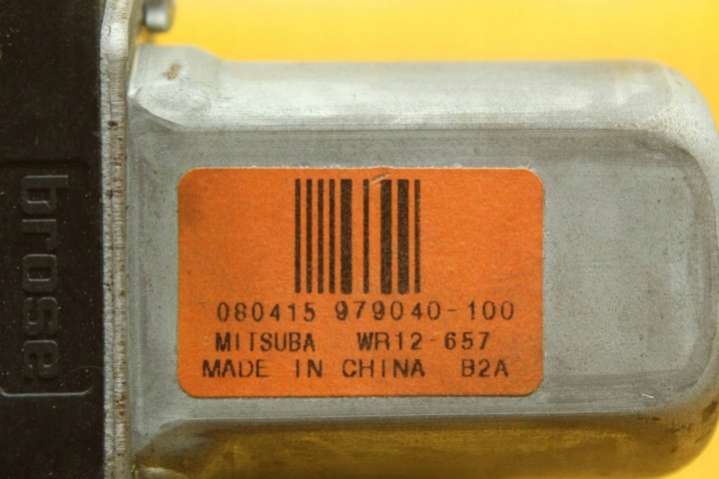 brose
080415 979040-100
MITSUBA WR12-657
MADE IN CHINA B2A